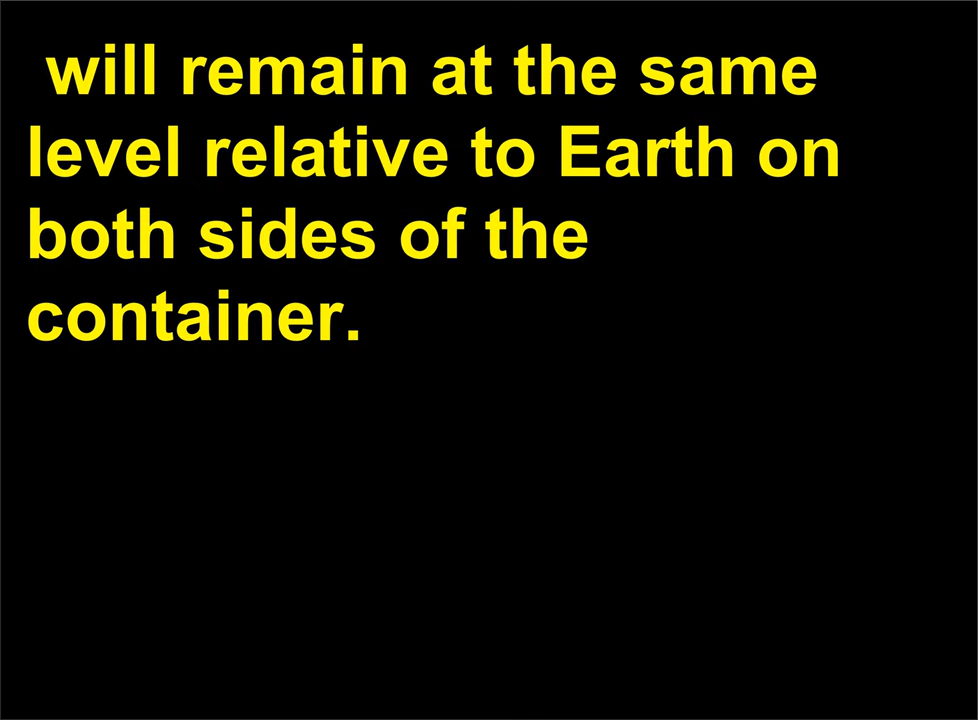 will remain at the same
level relative to Earth on
both sides of the
container.